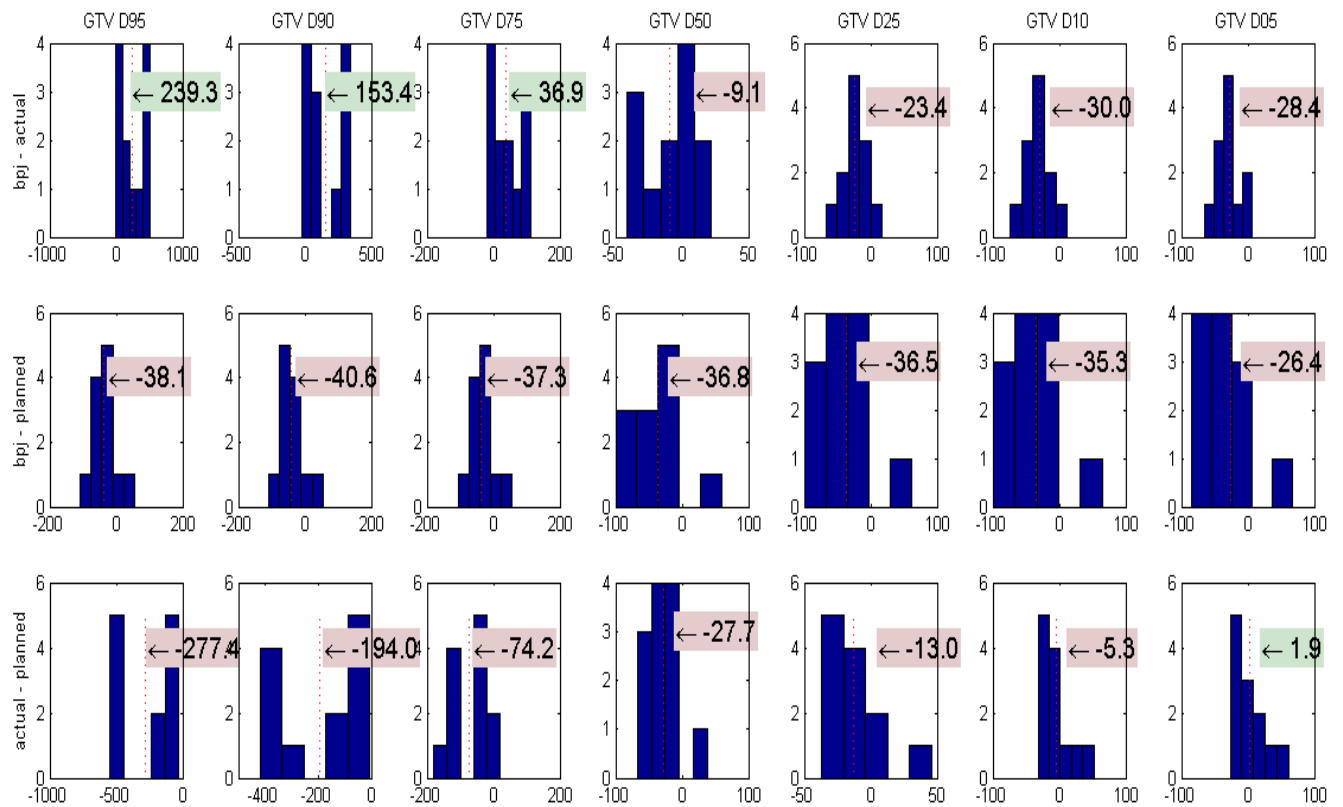 GTV D95 GTV D90 GTV D75 GTV D50 GTV D25 GTV D10 GTV D05
bpj - actual
4 4 4 4 6 6 6
3 3 3 3 4 4 4
← 239.3 ← 153.4 ← 36.9 ← -9.1 ← -23.4 ← -30.0 ← -28.4
2 2 2 2 2 2 2
1 1 1 1
0 0 0 0 0 0 0
-1000 0 1000 -500 0 500 -200 0 200 -50 0 50 -100 0 100 -100 0 100 -100 0 100
bpj - planned
6 6 6 6 4 4 4
4 4 4 4 3 3 3
← -38.1 ← -40.6 ← -37.3 ← -36.8 ← -36.5 ← -35.3 ← -26.4
2 2 2 2 2 2 2
1 1 1
0 0 0 0 0 0 0
-200 0 200 -200 0 200 -200 0 200 -100 0 100 -100 0 100 -100 0 100 -100 0 100
actual - planned
6 6 6 4 6 6 6
4 4 4 3 4 4 4
← -277.4 ← -194.0 ← -74.2 ← -27.7 ← -13.0 ← -5.3 ← 1.9
2 2 2 2 2 2 2
1
0 0 0 0 0 0 0
-1000 -500 0 -400 -200 0 -200 0 200 -100 0 100 -50 0 50 -100 0 100 -100 0 100